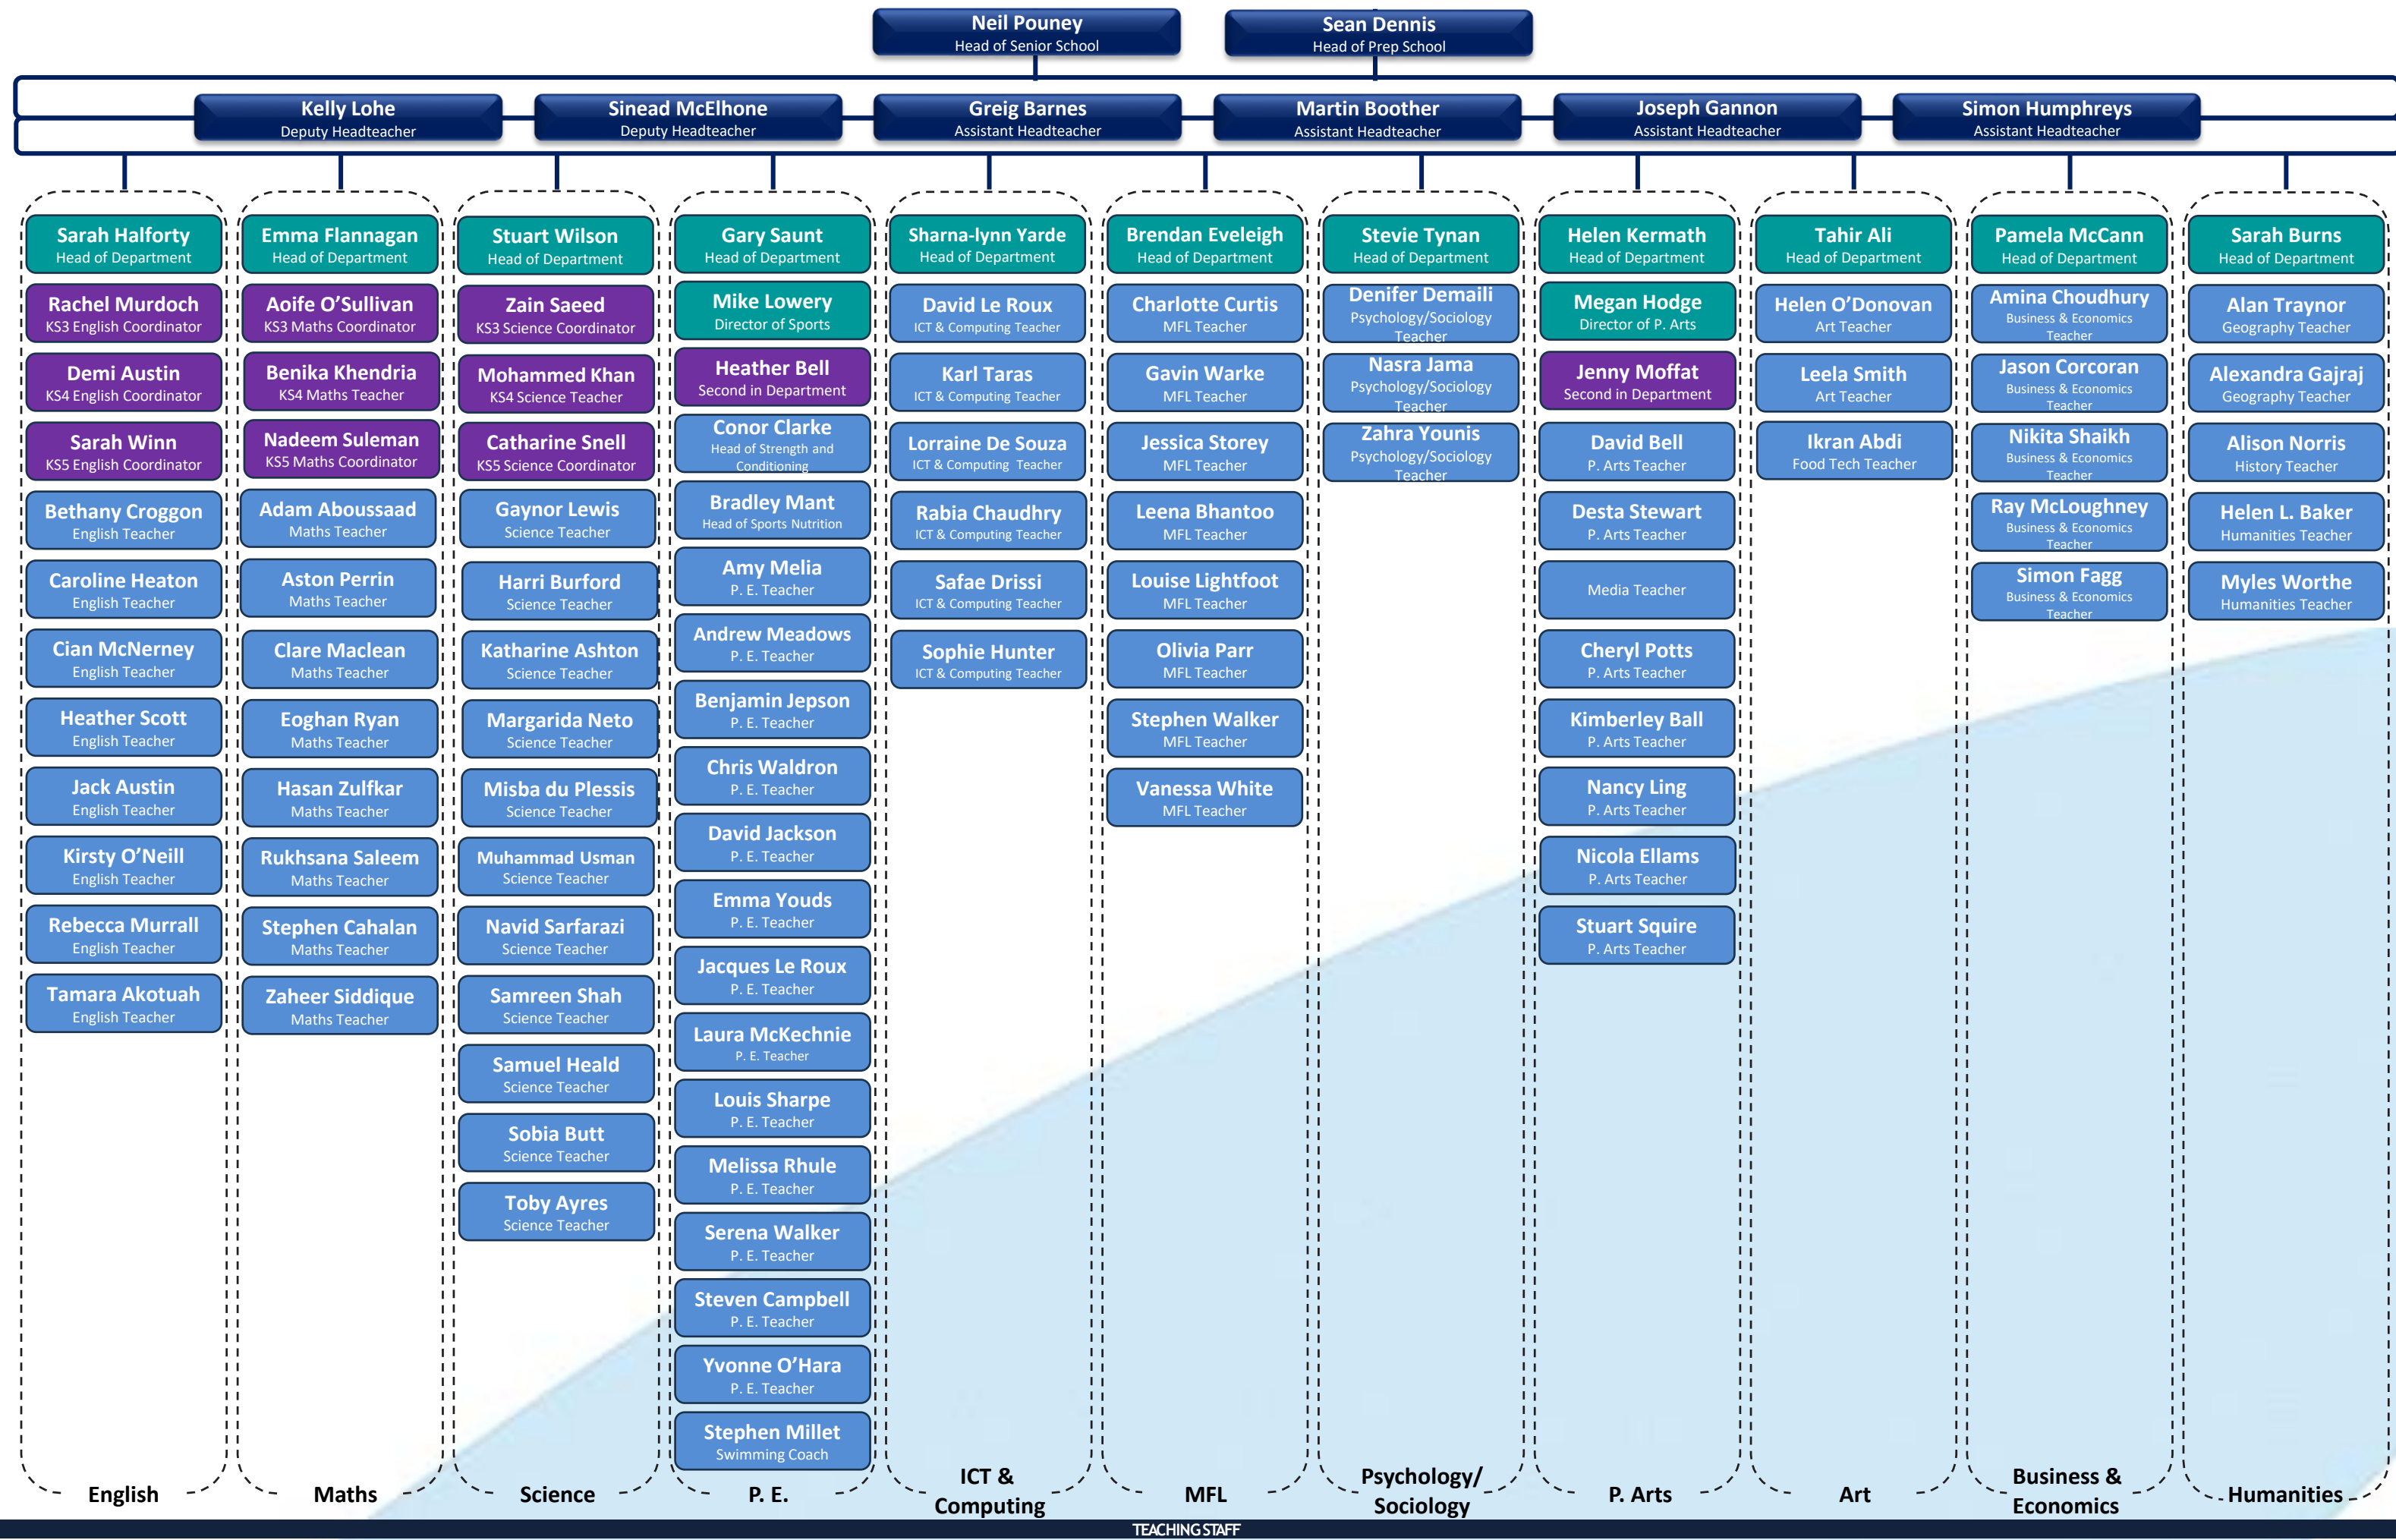 Neil Pouney
Head of Senior School
Sean Dennis
Head of Prep School
Kelly Lohe
Deputy Headteacher
Sinead McElhone
Deputy Headteacher
Greig Barnes
Assistant Headteacher
Martin Boother
Assistant Headteacher
Joseph Gannon
Assistant Headteacher
Simon Humphreys
Assistant Headteacher
Sarah Halforty
Head of Department
Rachel Murdoch
KS3 English Coordinator
Demi Austin
KS4 English Coordinator
Sarah Winn
KS5 English Coordinator
Bethany Croggon
English Teacher
Caroline Heaton
English Teacher
Cian McNerney
English Teacher
Heather Scott
English Teacher
Jack Austin
English Teacher
Kirsty O’Neill
English Teacher
Rebecca Murrall
English Teacher
Tamara Akotuah
English Teacher
English
Emma Flannagan
Head of Department
Aoife O’Sullivan
KS3 Maths Coordinator
Benika Khendria
KS4 Maths Teacher
Nadeem Suleman
KS5 Maths Coordinator
Adam Aboussaad
Maths Teacher
Aston Perrin
Maths Teacher
Clare Maclean
Maths Teacher
Eoghan Ryan
Maths Teacher
Hasan Zulfkar
Maths Teacher
Rukhsana Saleem
Maths Teacher
Stephen Cahalan
Maths Teacher
Zaheer Siddique
Maths Teacher
Maths
Stuart Wilson
Head of Department
Zain Saeed
KS3 Science Coordinator
Mohammed Khan
KS4 Science Teacher
Catharine Snell
KS5 Science Coordinator
Gaynor Lewis
Science Teacher
Harri Burford
Science Teacher
Katharine Ashton
Science Teacher
Margarida Neto
Science Teacher
Misba du Plessis
Science Teacher
Muhammad Usman
Science Teacher
Navid Sarfarazi
Science Teacher
Samreen Shah
Science Teacher
Samuel Heald
Science Teacher
Sobia Butt
Science Teacher
Toby Ayres
Science Teacher
Science
Gary Saunt
Head of Department
Mike Lowery
Director of Sports
Heather Bell
Second in Department
Conor Clarke
Head of Strength and
Conditioning
Bradley Mant
Head of Sports Nutrition
Amy Melia
P. E. Teacher
Andrew Meadows
P. E. Teacher
Benjamin Jepson
P. E. Teacher
Chris Waldron
P. E. Teacher
David Jackson
P. E. Teacher
Emma Youds
P. E. Teacher
Jacques Le Roux
P. E. Teacher
Laura McKechnie
P. E. Teacher
Louis Sharpe
P. E. Teacher
Melissa Rhule
P. E. Teacher
Serena Walker
P. E. Teacher
Steven Campbell
P. E. Teacher
Yvonne O’Hara
P. E. Teacher
Stephen Millet
Swimming Coach
P. E.
Sharna-lynn Yarde
Head of Department
David Le Roux
ICT & Computing Teacher
Karl Taras
ICT & Computing Teacher
Lorraine De Souza
ICT & Computing Teacher
Rabia Chaudhry
ICT & Computing Teacher
Safae Drissi
ICT & Computing Teacher
Sophie Hunter
ICT & Computing Teacher
ICT &
Computing
Brendan Eveleigh
Head of Department
Charlotte Curtis
MFL Teacher
Gavin Warke
MFL Teacher
Jessica Storey
MFL Teacher
Leena Bhantoo
MFL Teacher
Louise Lightfoot
MFL Teacher
Olivia Parr
MFL Teacher
Stephen Walker
MFL Teacher
Vanessa White
MFL Teacher
MFL
Stevie Tynan
Head of Department
Denifer Demaili
Psychology/Sociology
Teacher
Nasra Jama
Psychology/Sociology
Teacher
Zahra Younis
Psychology/Sociology
Teacher
Psychology/
Sociology
Helen Kermath
Head of Department
Megan Hodge
Director of P. Arts
Jenny Moffat
Second in Department
David Bell
P. Arts Teacher
Desta Stewart
P. Arts Teacher
Media Teacher
Cheryl Potts
P. Arts Teacher
Kimberley Ball
P. Arts Teacher
Nancy Ling
P. Arts Teacher
Nicola Ellams
P. Arts Teacher
Stuart Squire
P. Arts Teacher
P. Arts
Tahir Ali
Head of Department
Helen O’Donovan
Art Teacher
Leela Smith
Art Teacher
Ikran Abdi
Food Tech Teacher
Art
Pamela McCann
Head of Department
Amina Choudhury
Business & Economics
Teacher
Jason Corcoran
Business & Economics
Teacher
Nikita Shaikh
Business & Economics
Teacher
Ray McLoughney
Business & Economics
Teacher
Simon Fagg
Business & Economics
Teacher
Business &
Economics
Sarah Burns
Head of Department
Alan Traynor
Geography Teacher
Alexandra Gajraj
Geography Teacher
Alison Norris
History Teacher
Helen L. Baker
Humanities Teacher
Myles Worthe
Humanities Teacher
Humanities
TEACHING STAFF